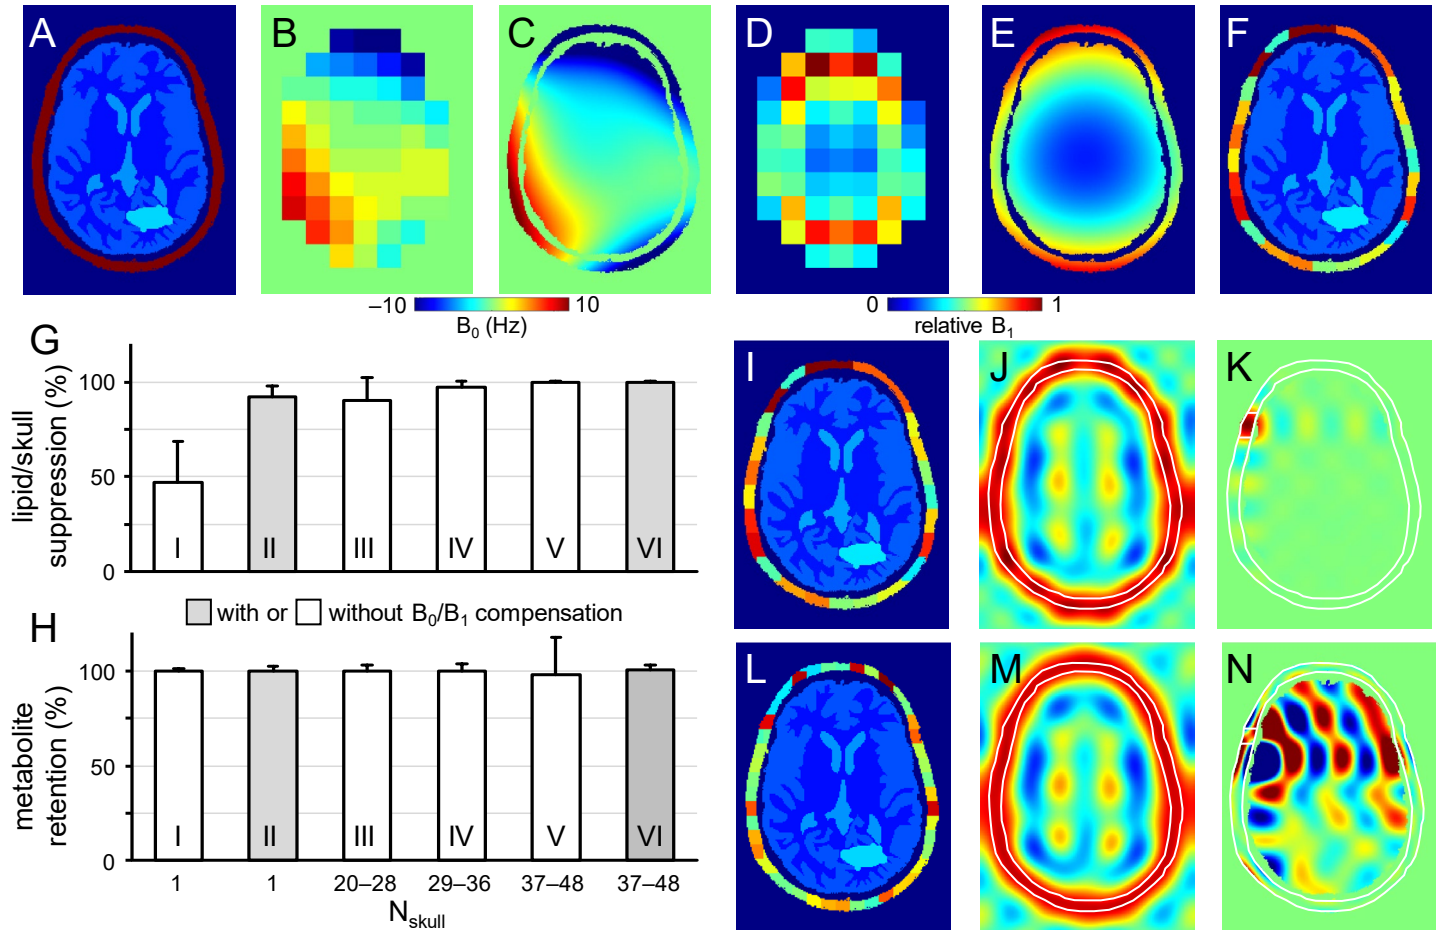 A
B
C
D
E
F
–10 10
B₀ (Hz)
0 1
relative B₁
G
lipid/skull
suppression (%)
100
50
0
I II III IV V VI
with or without B₀/B₁ compensation
H
metabolite
retention (%)
100
50
0
I II III IV V VI
1 1 20–28 29–36 37–48 37–48
Nskull
I
J
K
L
M
N